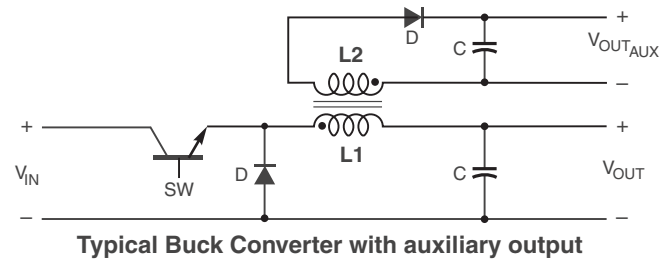 +
D
C
V_OUT_AUX
L2
−
+
+
L1
V_IN
SW
D
C
V_OUT
−
−
Typical Buck Converter with auxiliary output